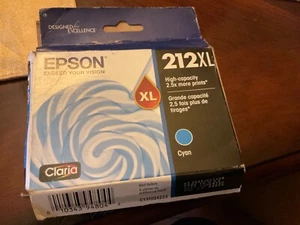 DESIGNED FOR
EXCELLENCE
EPSON
EXCEED YOUR VISION
212XL
High-capacity
2.5x more prints*
XL
Grande capacité
2,5 fois plus de
tirages*
Cyan
Claria